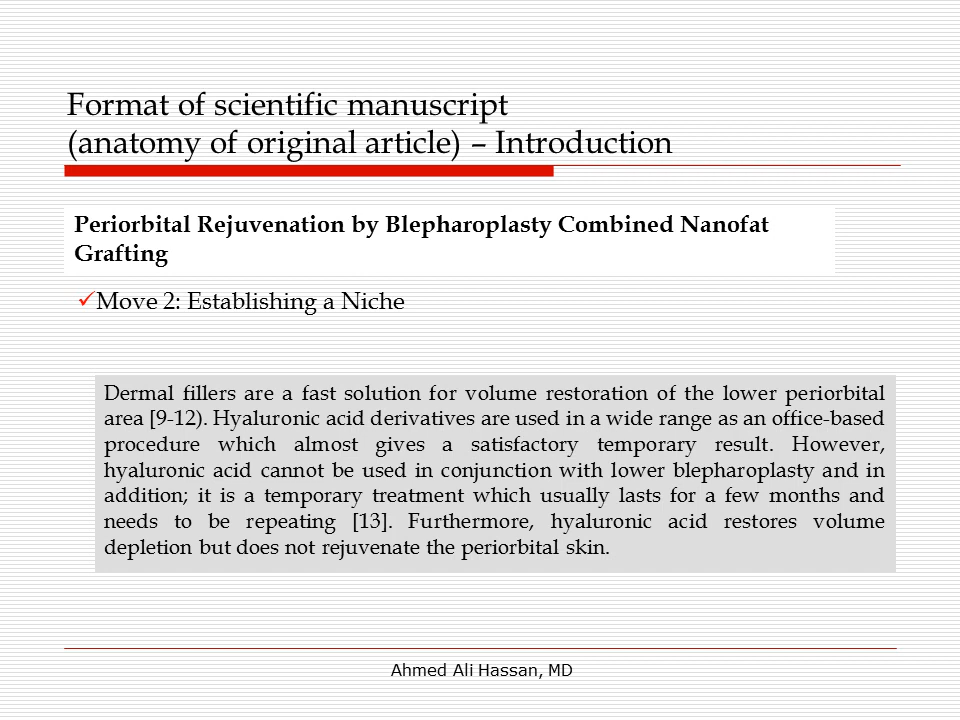 Format of scientific manuscript
(anatomy of original article) – Introduction
Periorbital Rejuvenation by Blepharoplasty Combined Nanofat
Grafting
✓Move 2: Establishing a Niche
Dermal fillers are a fast solution for volume restoration of the lower periorbital
area [9-12). Hyaluronic acid derivatives are used in a wide range as an office-based
procedure which almost gives a satisfactory temporary result. However,
hyaluronic acid cannot be used in conjunction with lower blepharoplasty and in
addition; it is a temporary treatment which usually lasts for a few months and
needs to be repeating [13]. Furthermore, hyaluronic acid restores volume
depletion but does not rejuvenate the periorbital skin.
Ahmed Ali Hassan, MD